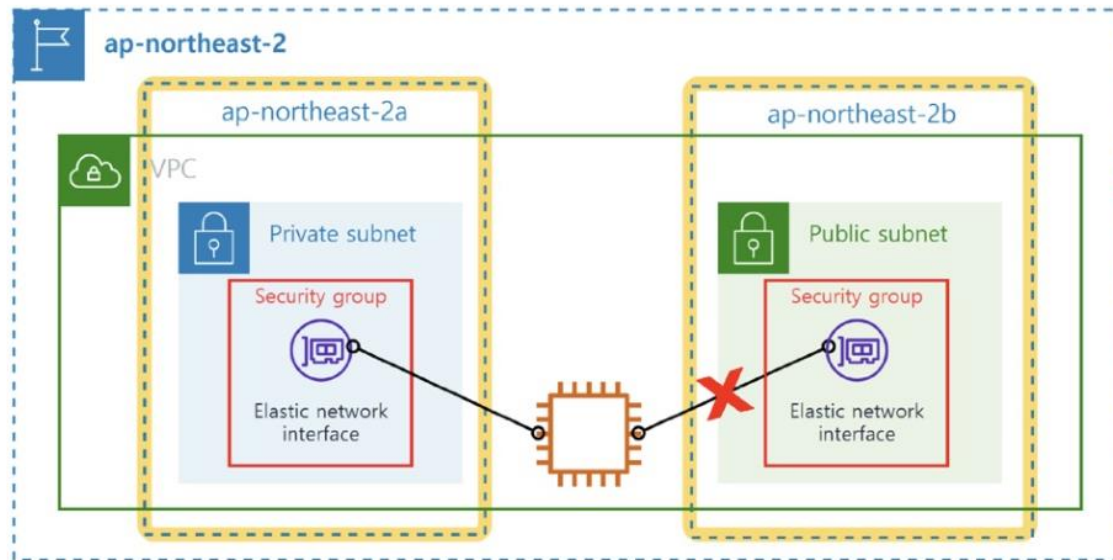 ap-northeast-2
ap-northeast-2a
ap-northeast-2b
VPC
Private subnet
Public subnet
Security group
Security group
Elastic network
interface
Elastic network
interface